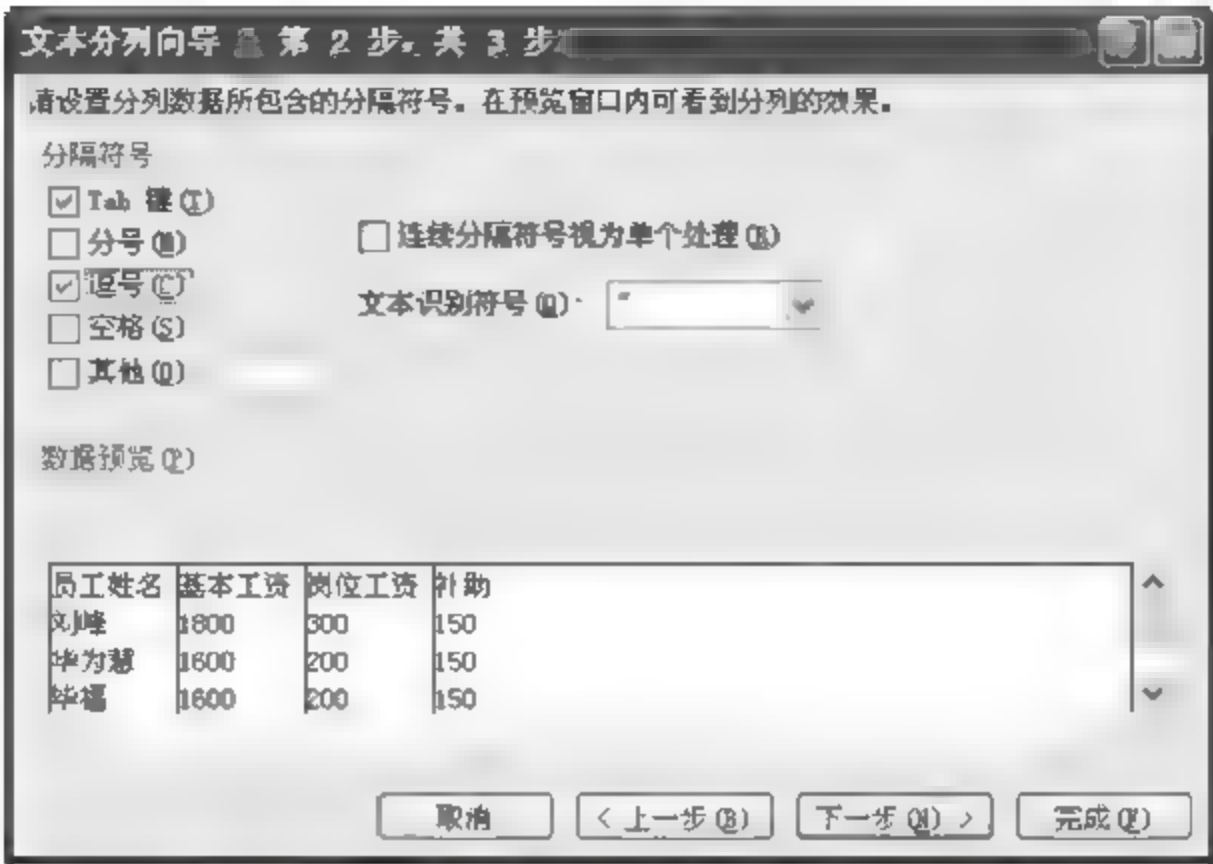 文本分列向导 第 2 步，共 3 步
请设置分列数据所包含的分隔符号。在预览窗口内可看到分列的效果。
分隔符号
Tab 键(T)
分号(M)
连续分隔符号视为单个处理(R)
逗号(C)
文本识别符号(Q): "
空格(S)
其他(O)
数据预览(P)
员工姓名 基本工资 岗位工资 补助
刘峰 1800 300 150
毕为慧 1600 200 150
毕福 1600 200 150
取消 < 上一步(B) 下一步(N) > 完成(F)